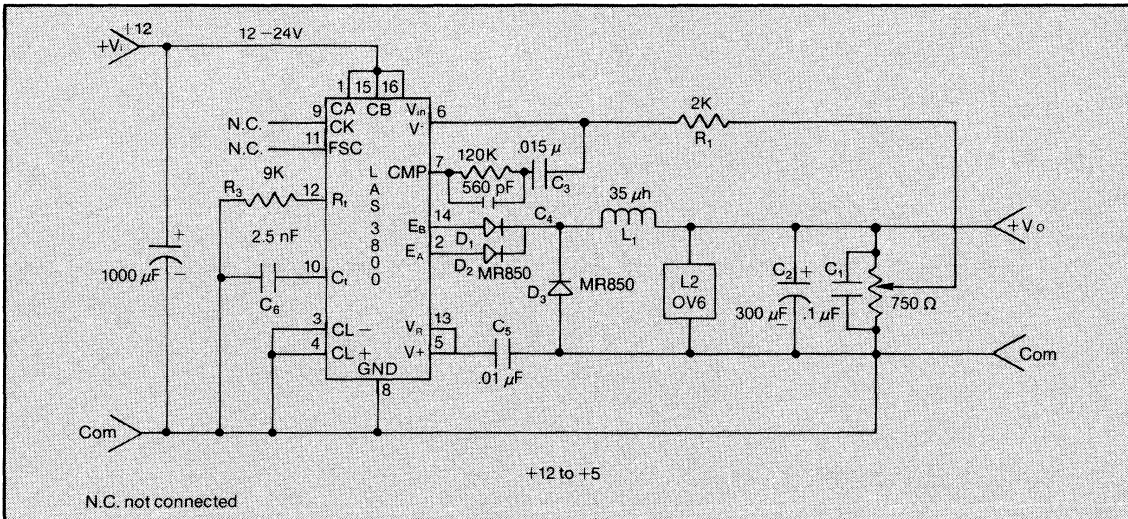 +12
+Vi
12 –24V
1 15 16
CA CB
Vin 6
9 CK
V-
N.C.
11 FSC
N.C.
2K
R1
.015 µ
C3
120K
7 CMP
560 pF
LAS 3800
9K
R3
12 Rt
35 µh
L1
C4
14 EB
D1
2 EA
D2 MR850
+Vo
2.5 nF
10 Ct
C6
1000 µF
+
–
D3
MR850
L2
OV6
C2 +
300 µF
–
C1
.1 µF
750 Ω
3 CL –
4 CL +
13 VR
5 V+
C5
.01 µF
GND
8
Com
Com
+12 to +5
N.C. not connected